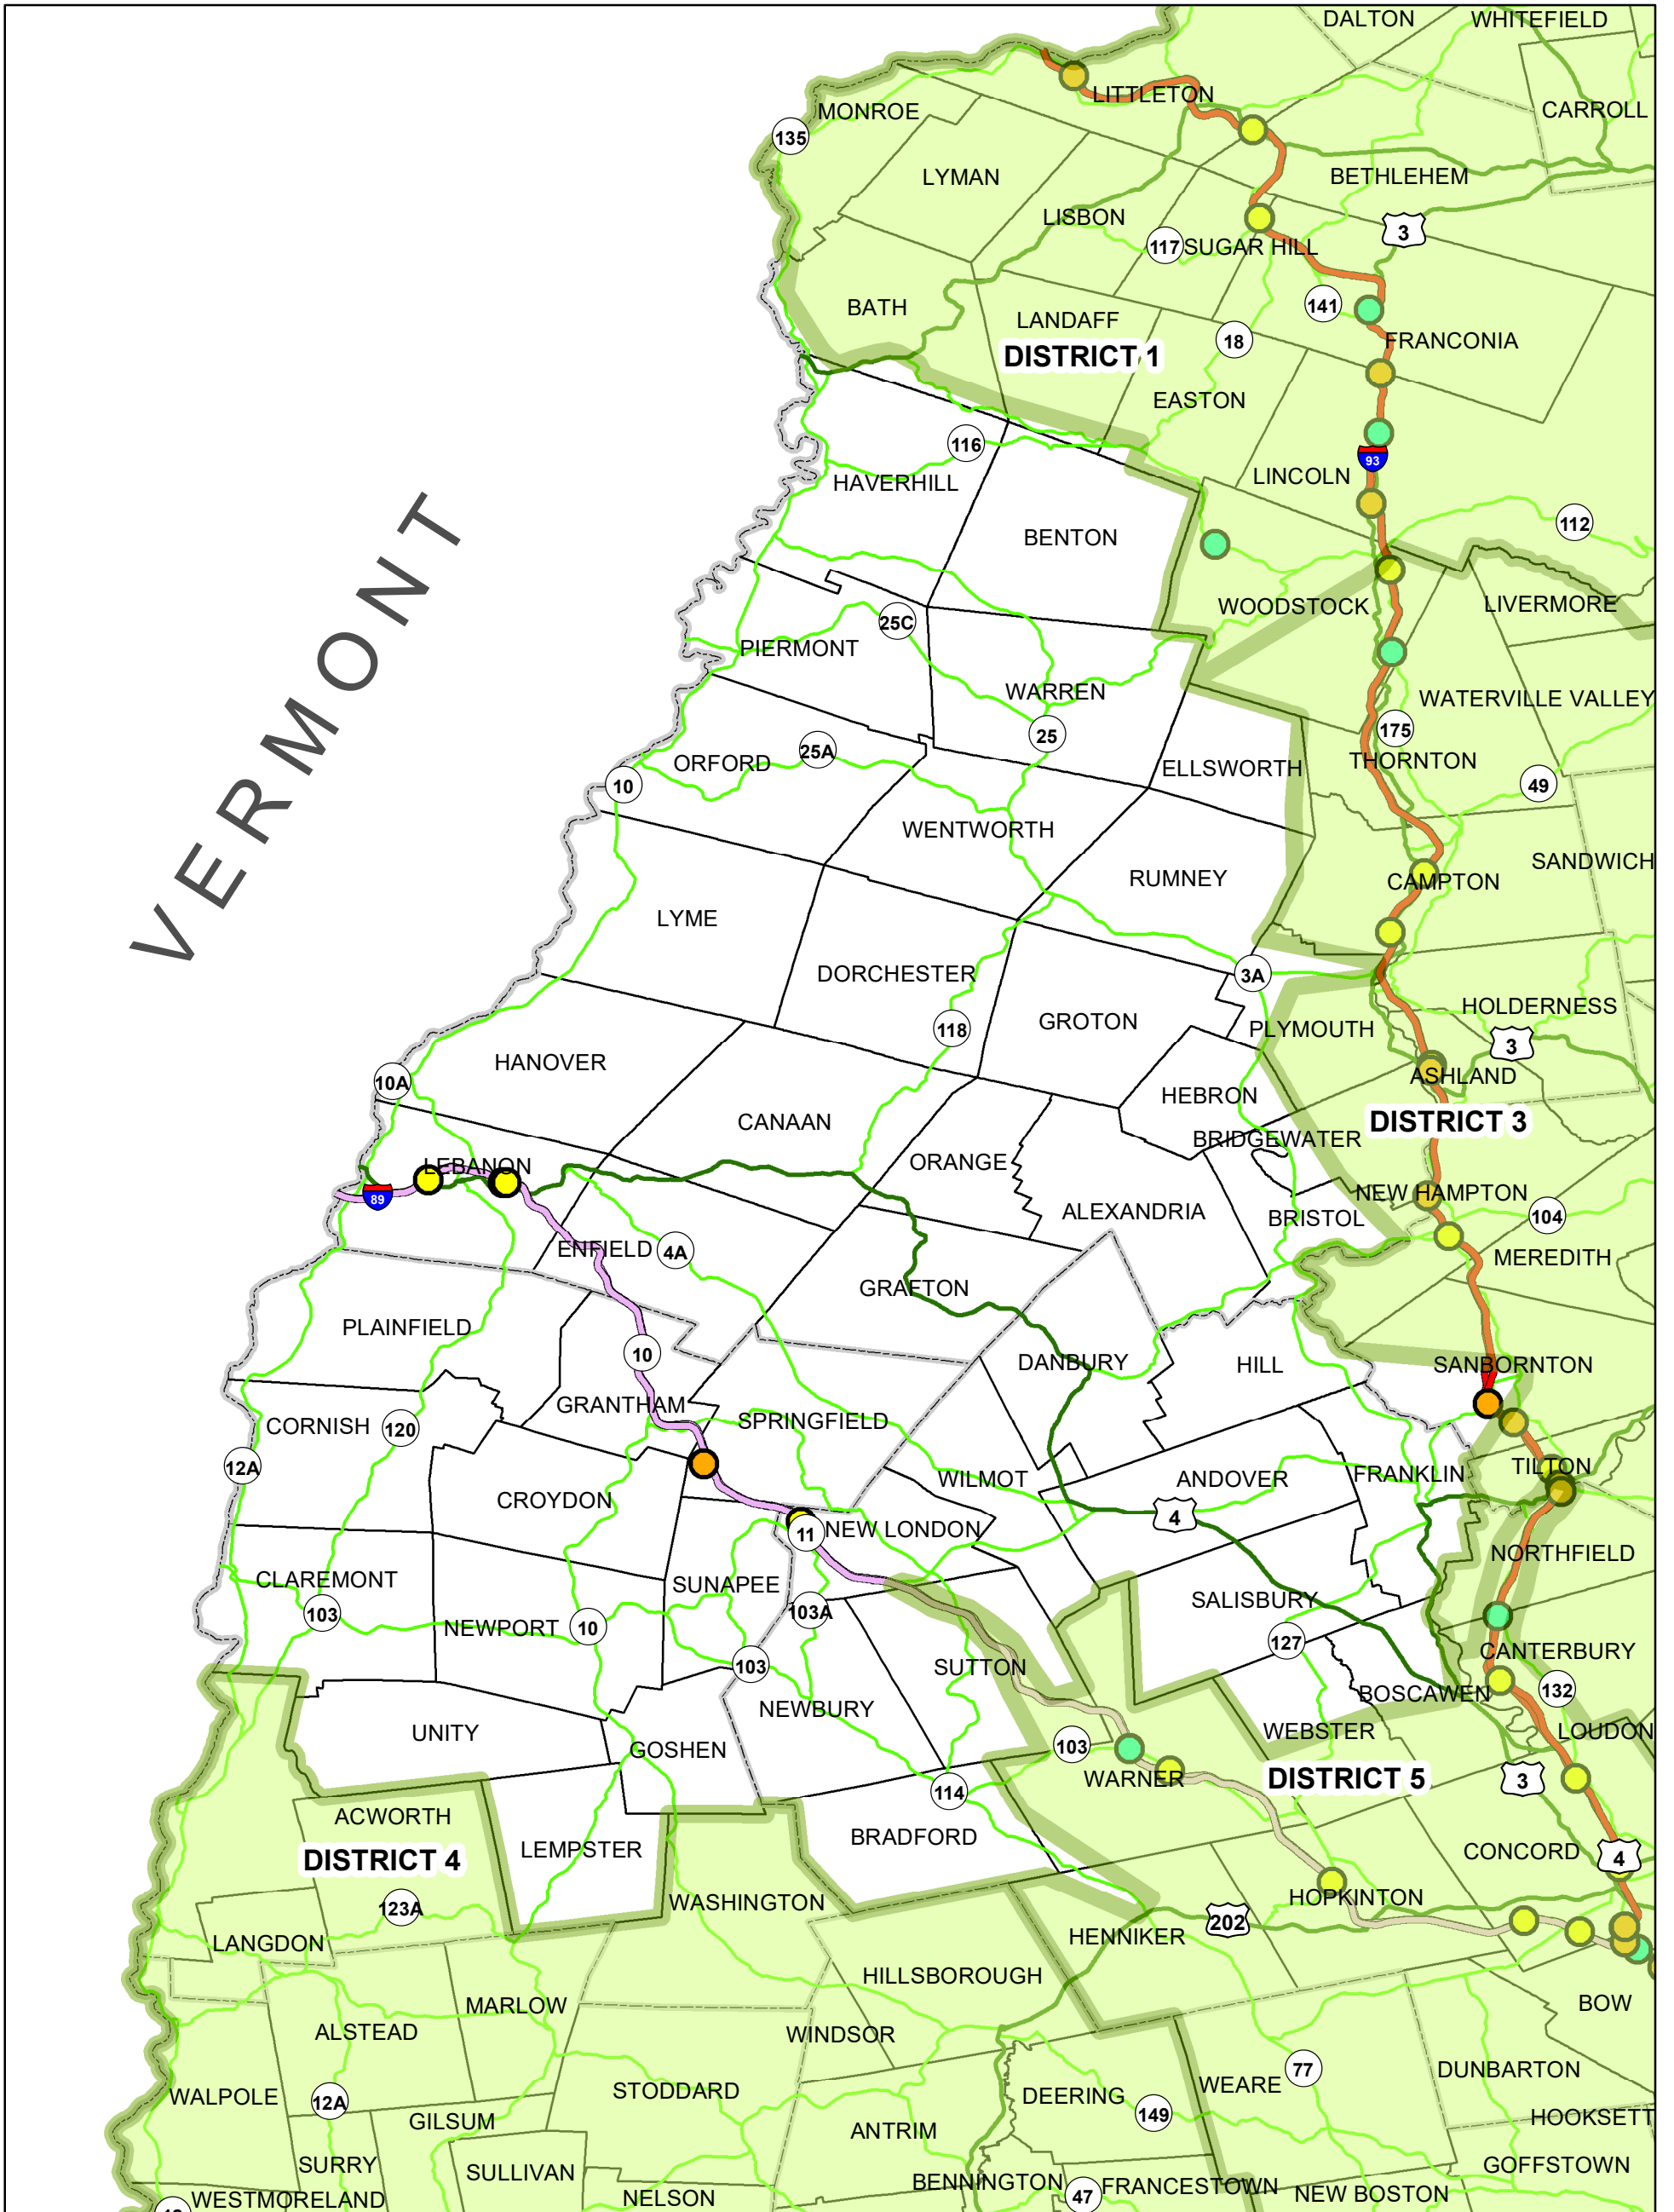 DALTON
WHITEFIELD
LITTLETON
MONROE
CARROLL
135
LYMAN
BETHLEHEM
LISBON
3
117
SUGAR HILL
141
BATH
LANDAFF
18
FRANCONIA
DISTRICT 1
EASTON
116
93
HAVERHILL
LINCOLN
112
BENTON
VERMONT
WOODSTOCK
LIVERMORE
25C
PIERMONT
WARREN
WATERVILLE VALLEY
175
25
25A
ORFORD
ELLSWORTH
THORNTON
10
49
WENTWORTH
SANDWICH
RUMNEY
CAMPTON
LYME
DORCHESTER
3A
HOLDERNESS
GROTON
PLYMOUTH
118
3
HANOVER
ASHLAND
10A
HEBRON
CANAAN
DISTRICT 3
BRIDGEWATER
ORANGE
LEBANON
89
NEW HAMPTON
ALEXANDRIA
BRISTOL
104
ENFIELD
4A
MEREDITH
GRAFTON
PLAINFIELD
10
DANBURY
HILL
SANBORNTON
GRANTHAM
CORNISH
120
SPRINGFIELD
12A
WILMOT
ANDOVER
FRANKLIN
TILTON
CROYDON
4
11
NEW LONDON
NORTHFIELD
CLAREMONT
SUNAPEE
SALISBURY
103
103A
NEWPORT
10
127
CANTERBURY
103
SUTTON
BOSCAWEN
132
NEWBURY
UNITY
WEBSTER
LOUDON
GOSHEN
103
WARNER
DISTRICT 5
3
114
ACWORTH
BRADFORD
LEMPSTER
CONCORD
4
DISTRICT 4
WASHINGTON
HOPKINTON
123A
202
HENNIKER
LANGDON
HILLSBOROUGH
MARLOW
BOW
ALSTEAD
WINDSOR
77
DUNBARTON
STODDARD
WEARE
DEERING
WALPOLE
12A
149
GILSUM
HOOKSETT
ANTRIM
SURRY
GOFFSTOWN
SULLIVAN
BENNINGTON
FRANCESTOWN
WESTMORELAND
NELSON
47
NEW BOSTON